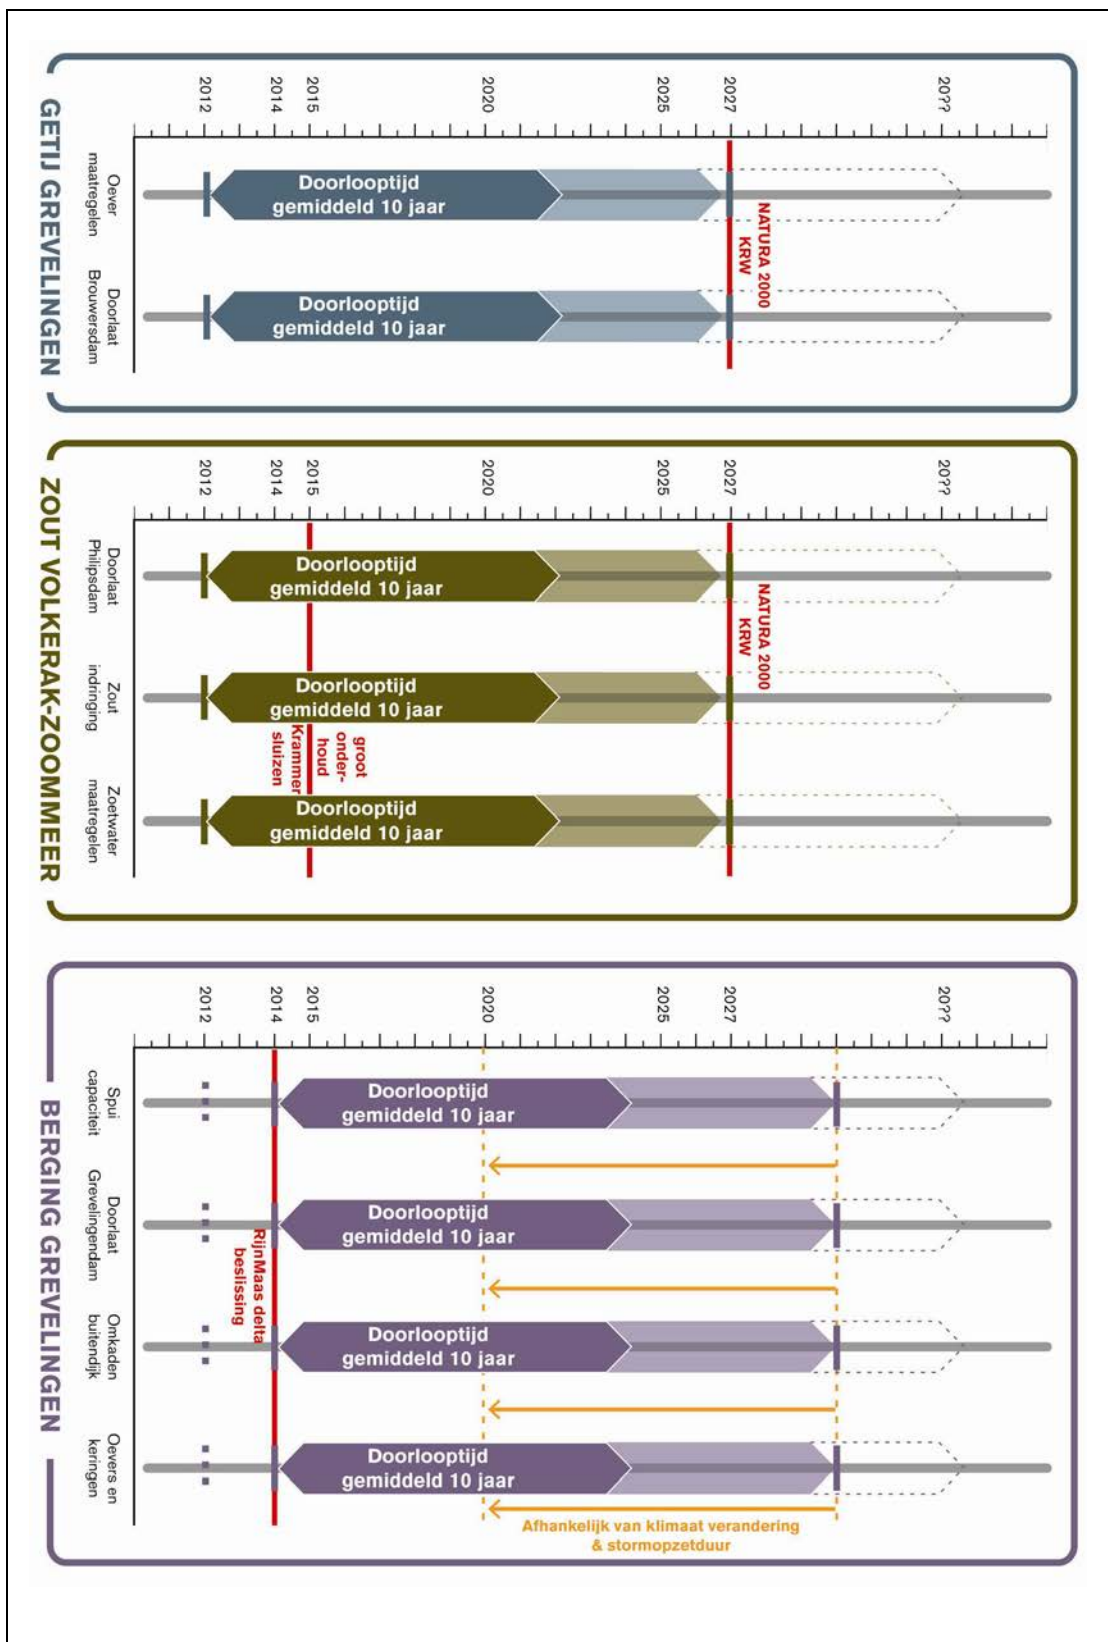 GETIJ GREVELINGEN
2012
2014
2015
2020
2025
2027
20??
Oever
maatregelen
Doorlooptijd
gemiddeld 10 jaar
NATURA 2000
KRW
Doorlaat
Brouwersdam
Doorlooptijd
gemiddeld 10 jaar
ZOUT VOLKERAK-ZOOMMEER
2012
2014
2015
2020
2025
2027
20??
Doorlaat
Philipsdam
Doorlooptijd
gemiddeld 10 jaar
NATURA 2000
KRW
Zout
indringing
Doorlooptijd
gemiddeld 10 jaar
groot
onder-
houd
Krammer
sluizen
Zoetwater
maatregelen
Doorlooptijd
gemiddeld 10 jaar
BERGING GREVELINGEN
2012
2014
2015
2020
2025
2027
20??
Spui
capaciteit
Doorlooptijd
gemiddeld 10 jaar
Doorlaat
Grevelingendam
Doorlooptijd
gemiddeld 10 jaar
RijnMaas delta
beslissing
Omkaden
buitendijk
Doorlooptijd
gemiddeld 10 jaar
Oevers en
keringen
Doorlooptijd
gemiddeld 10 jaar
Afhankelijk van klimaat verandering
& stormopzetduur